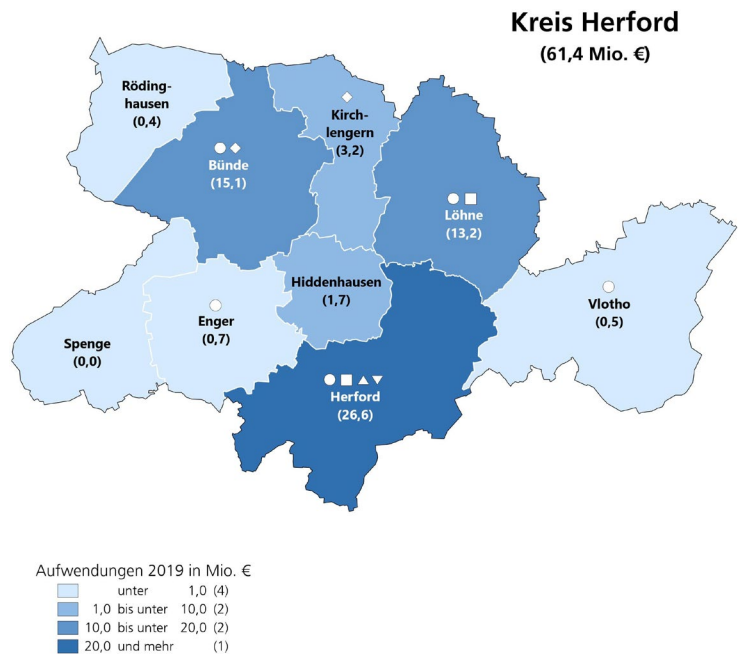 Kreis Herford
(61,4 Mio. €)
Röding-
hausen
(0,4)
Kirch-
lengern
(3,2)
Bünde
(15,1)
Löhne
(13,2)
Hiddenhausen
(1,7)
Vlotho
(0,5)
Enger
(0,7)
Spenge
(0,0)
Herford
(26,6)
Aufwendungen 2019 in Mio. €
unter 1,0 (4)
1,0 bis unter 10,0 (2)
10,0 bis unter 20,0 (2)
20,0 und mehr (1)